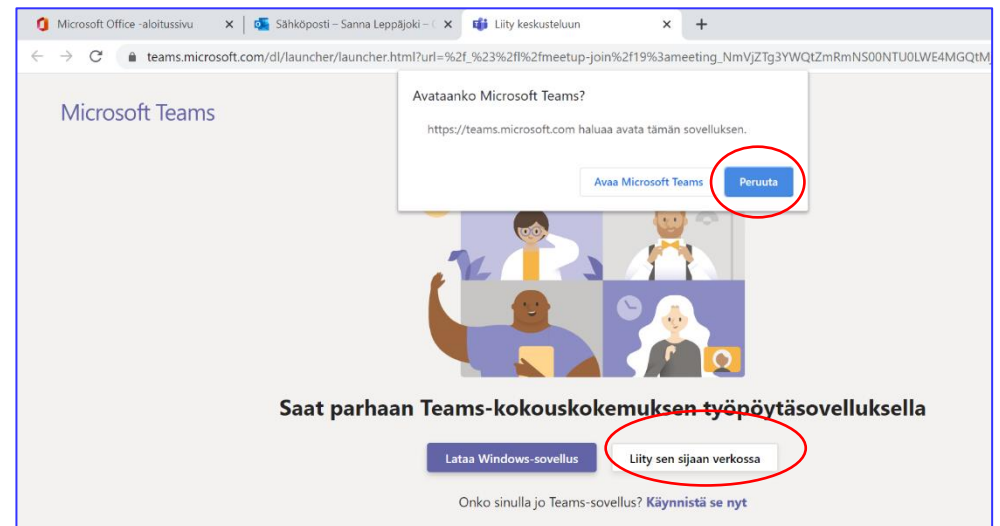 Microsoft Office -aloitussivu
Sähköposti – Sanna Leppäjoki –
Liity keskusteluun
teams.microsoft.com/dl/launcher/launcher.html?url=%2f_%23%2fl%2fmeetup-join%2f19%3ameeting_NmVjZTg3YWQtZmRmNS00NTU0LWE4MGQtM
Microsoft Teams
Avataanko Microsoft Teams?
https://teams.microsoft.com haluaa avata tämän sovelluksen.
Avaa Microsoft Teams
Peruuta
Saat parhaan Teams-kokouskokemuksen työpöytäsovelluksella
Lataa Windows-sovellus
Liity sen sijaan verkossa
Onko sinulla jo Teams-sovellus? Käynnistä se nyt